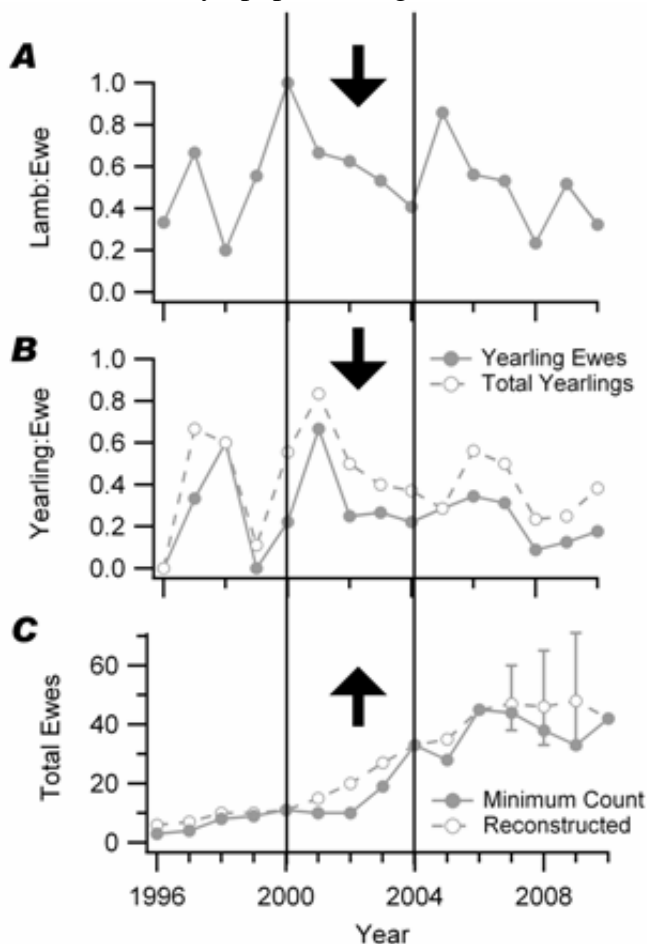 A
1.0
0.8
0.6
0.4
0.2
0.0
Lamb:Ewe
B
1.0
0.8
0.6
0.4
0.2
0.0
Yearling:Ewe
Yearling Ewes
Total Yearlings
C
60
40
20
0
Total Ewes
Minimum Count
Reconstructed
1996 2000 2004 2008
Year